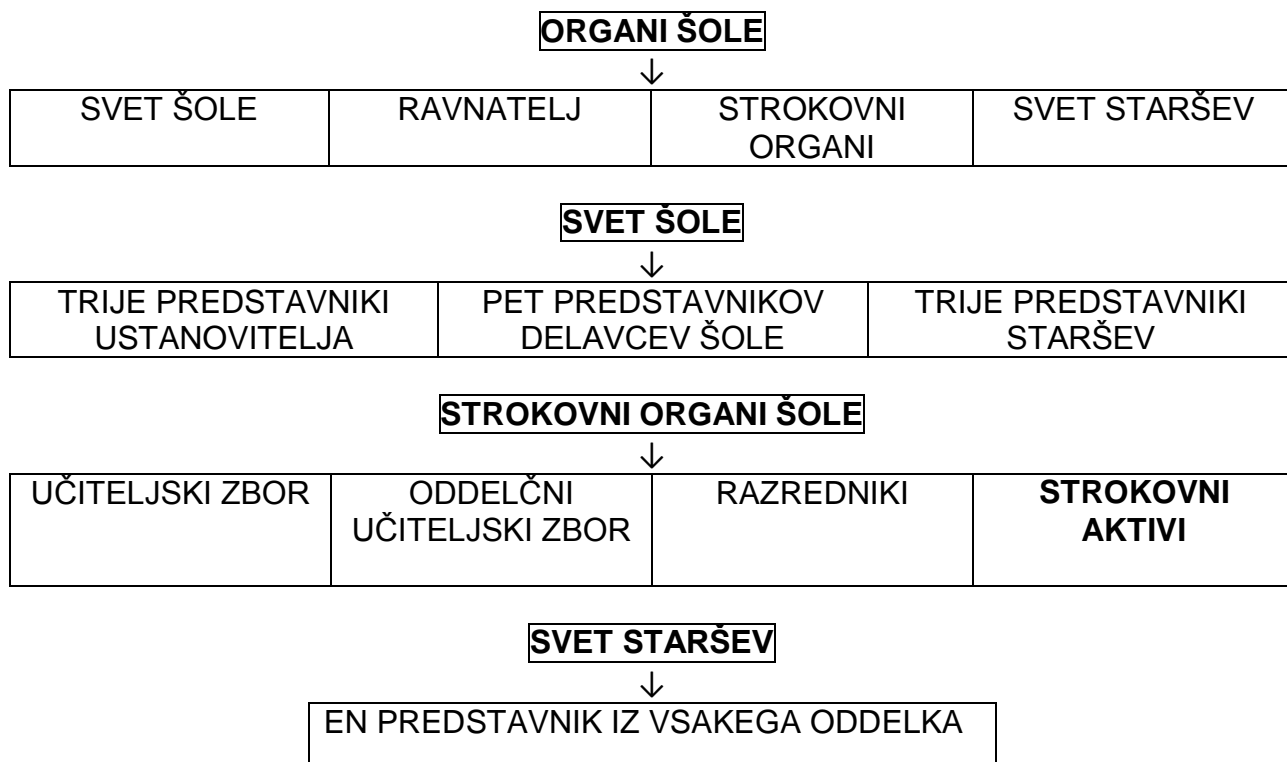 ORGANI ŠOLE
↓
SVET ŠOLE RAVNATELJ STROKOVNI ORGANI SVET STARŠEV
SVET ŠOLE
↓
TRIJE PREDSTAVNIKI USTANOVITELJA
PET PREDSTAVNIKOV DELAVCEV ŠOLE
TRIJE PREDSTAVNIKI STARŠEV
STROKOVNI ORGANI ŠOLE
↓
UČITELJSKI ZBOR
ODDELČNI UČITELJSKI ZBOR
RAZREDNIKI
STROKOVNI AKTIVI
SVET STARŠEV
↓
EN PREDSTAVNIK IZ VSAKEGA ODDELKA